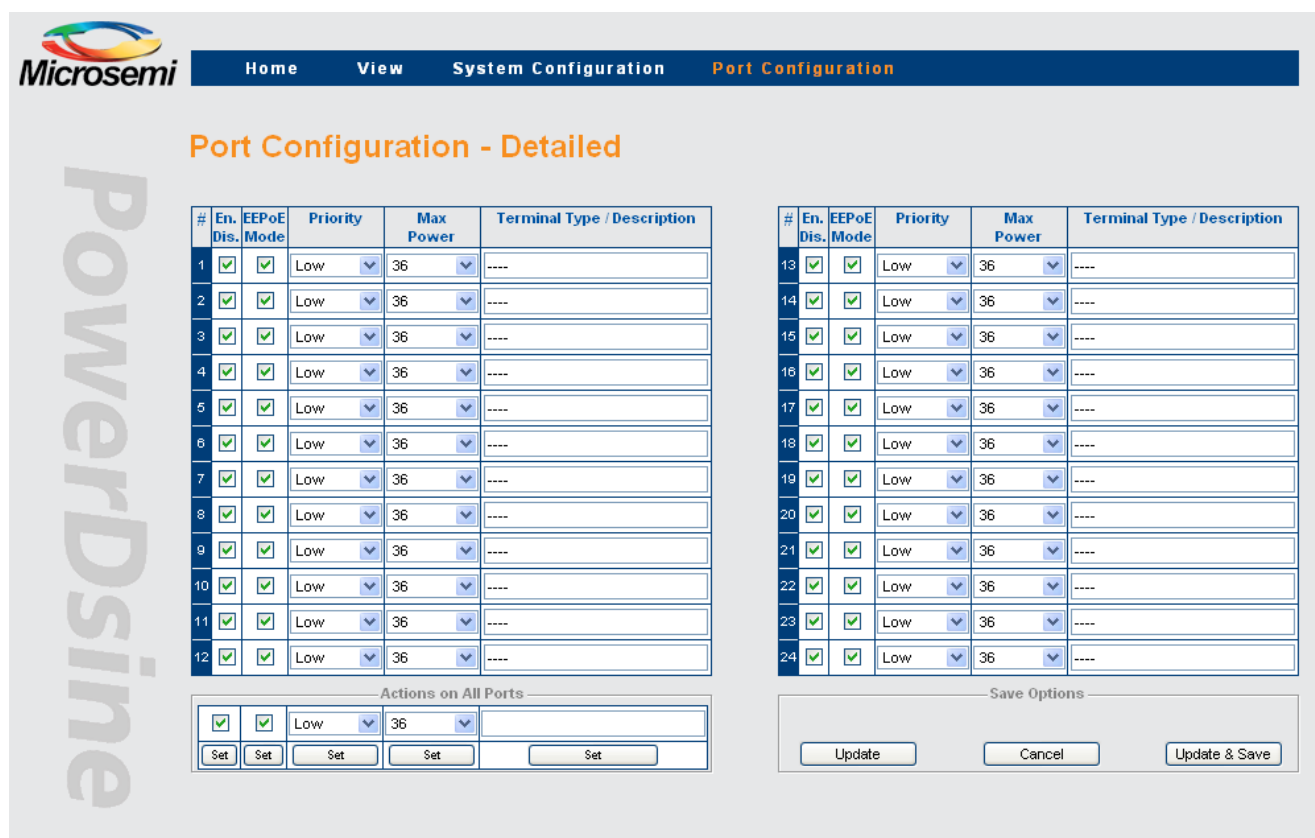 Microsemi
Home View System Configuration Port Configuration
PowerDsine
Port Configuration - Detailed
# En. Dis. EEPoE Mode Priority Max Power Terminal Type / Description
1 Low 36 ----
2 Low 36 ----
3 Low 36 ----
4 Low 36 ----
5 Low 36 ----
6 Low 36 ----
7 Low 36 ----
8 Low 36 ----
9 Low 36 ----
10 Low 36 ----
11 Low 36 ----
12 Low 36 ----
Actions on All Ports
Low 36
Set Set Set Set Set
# En. Dis. EEPoE Mode Priority Max Power Terminal Type / Description
13 Low 36 ----
14 Low 36 ----
15 Low 36 ----
16 Low 36 ----
17 Low 36 ----
18 Low 36 ----
19 Low 36 ----
20 Low 36 ----
21 Low 36 ----
22 Low 36 ----
23 Low 36 ----
24 Low 36 ----
Save Options
Update Cancel Update & Save